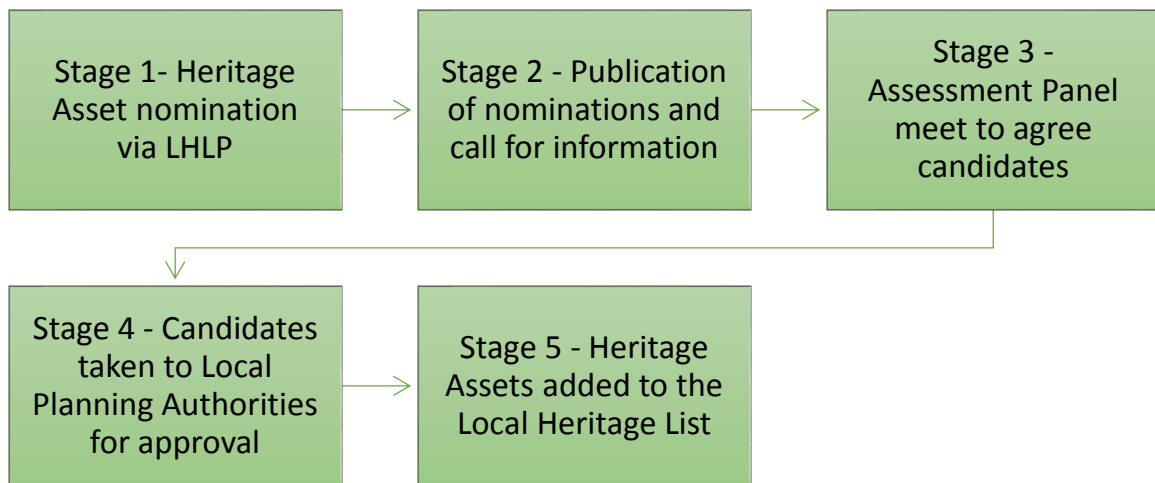 Stage 1- Heritage
Asset nomination
via LHLP
Stage 2 - Publication
of nominations and
call for information
Stage 3 -
Assessment Panel
meet to agree
candidates
Stage 4 - Candidates
taken to Local
Planning Authorities
for approval
Stage 5 - Heritage
Assets added to the
Local Heritage List